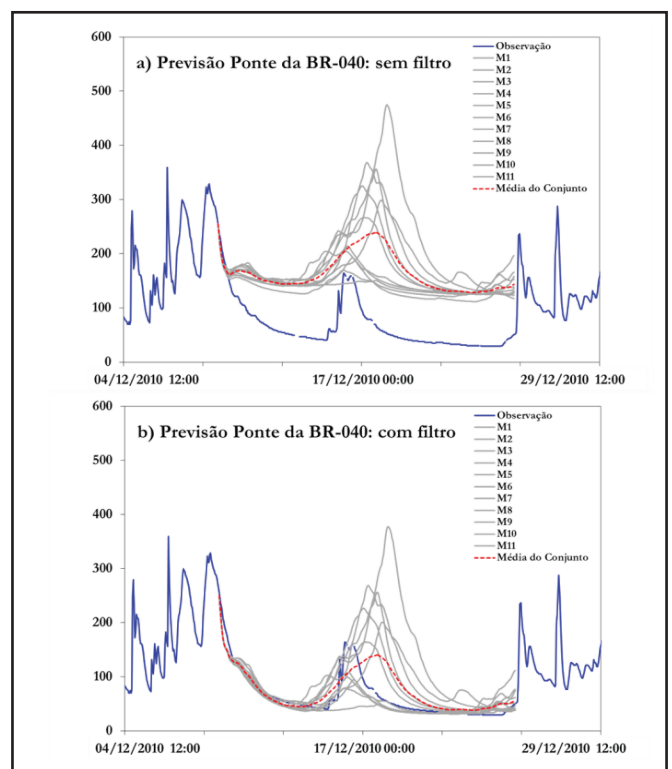 600
500
400
300
200
100
0
a) Previsão Ponte da BR-040: sem filtro
Observação
M1
M2
M3
M4
M5
M6
M7
M8
M9
M10
M11
Média do Conjunto
04/12/2010 12:00
17/12/2010 00:00
29/12/2010 12:00
600
500
400
300
200
100
0
b) Previsão Ponte da BR-040: com filtro
Observação
M1
M2
M3
M4
M5
M6
M7
M8
M9
M10
M11
Média do Conjunto
04/12/2010 12:00
17/12/2010 00:00
29/12/2010 12:00